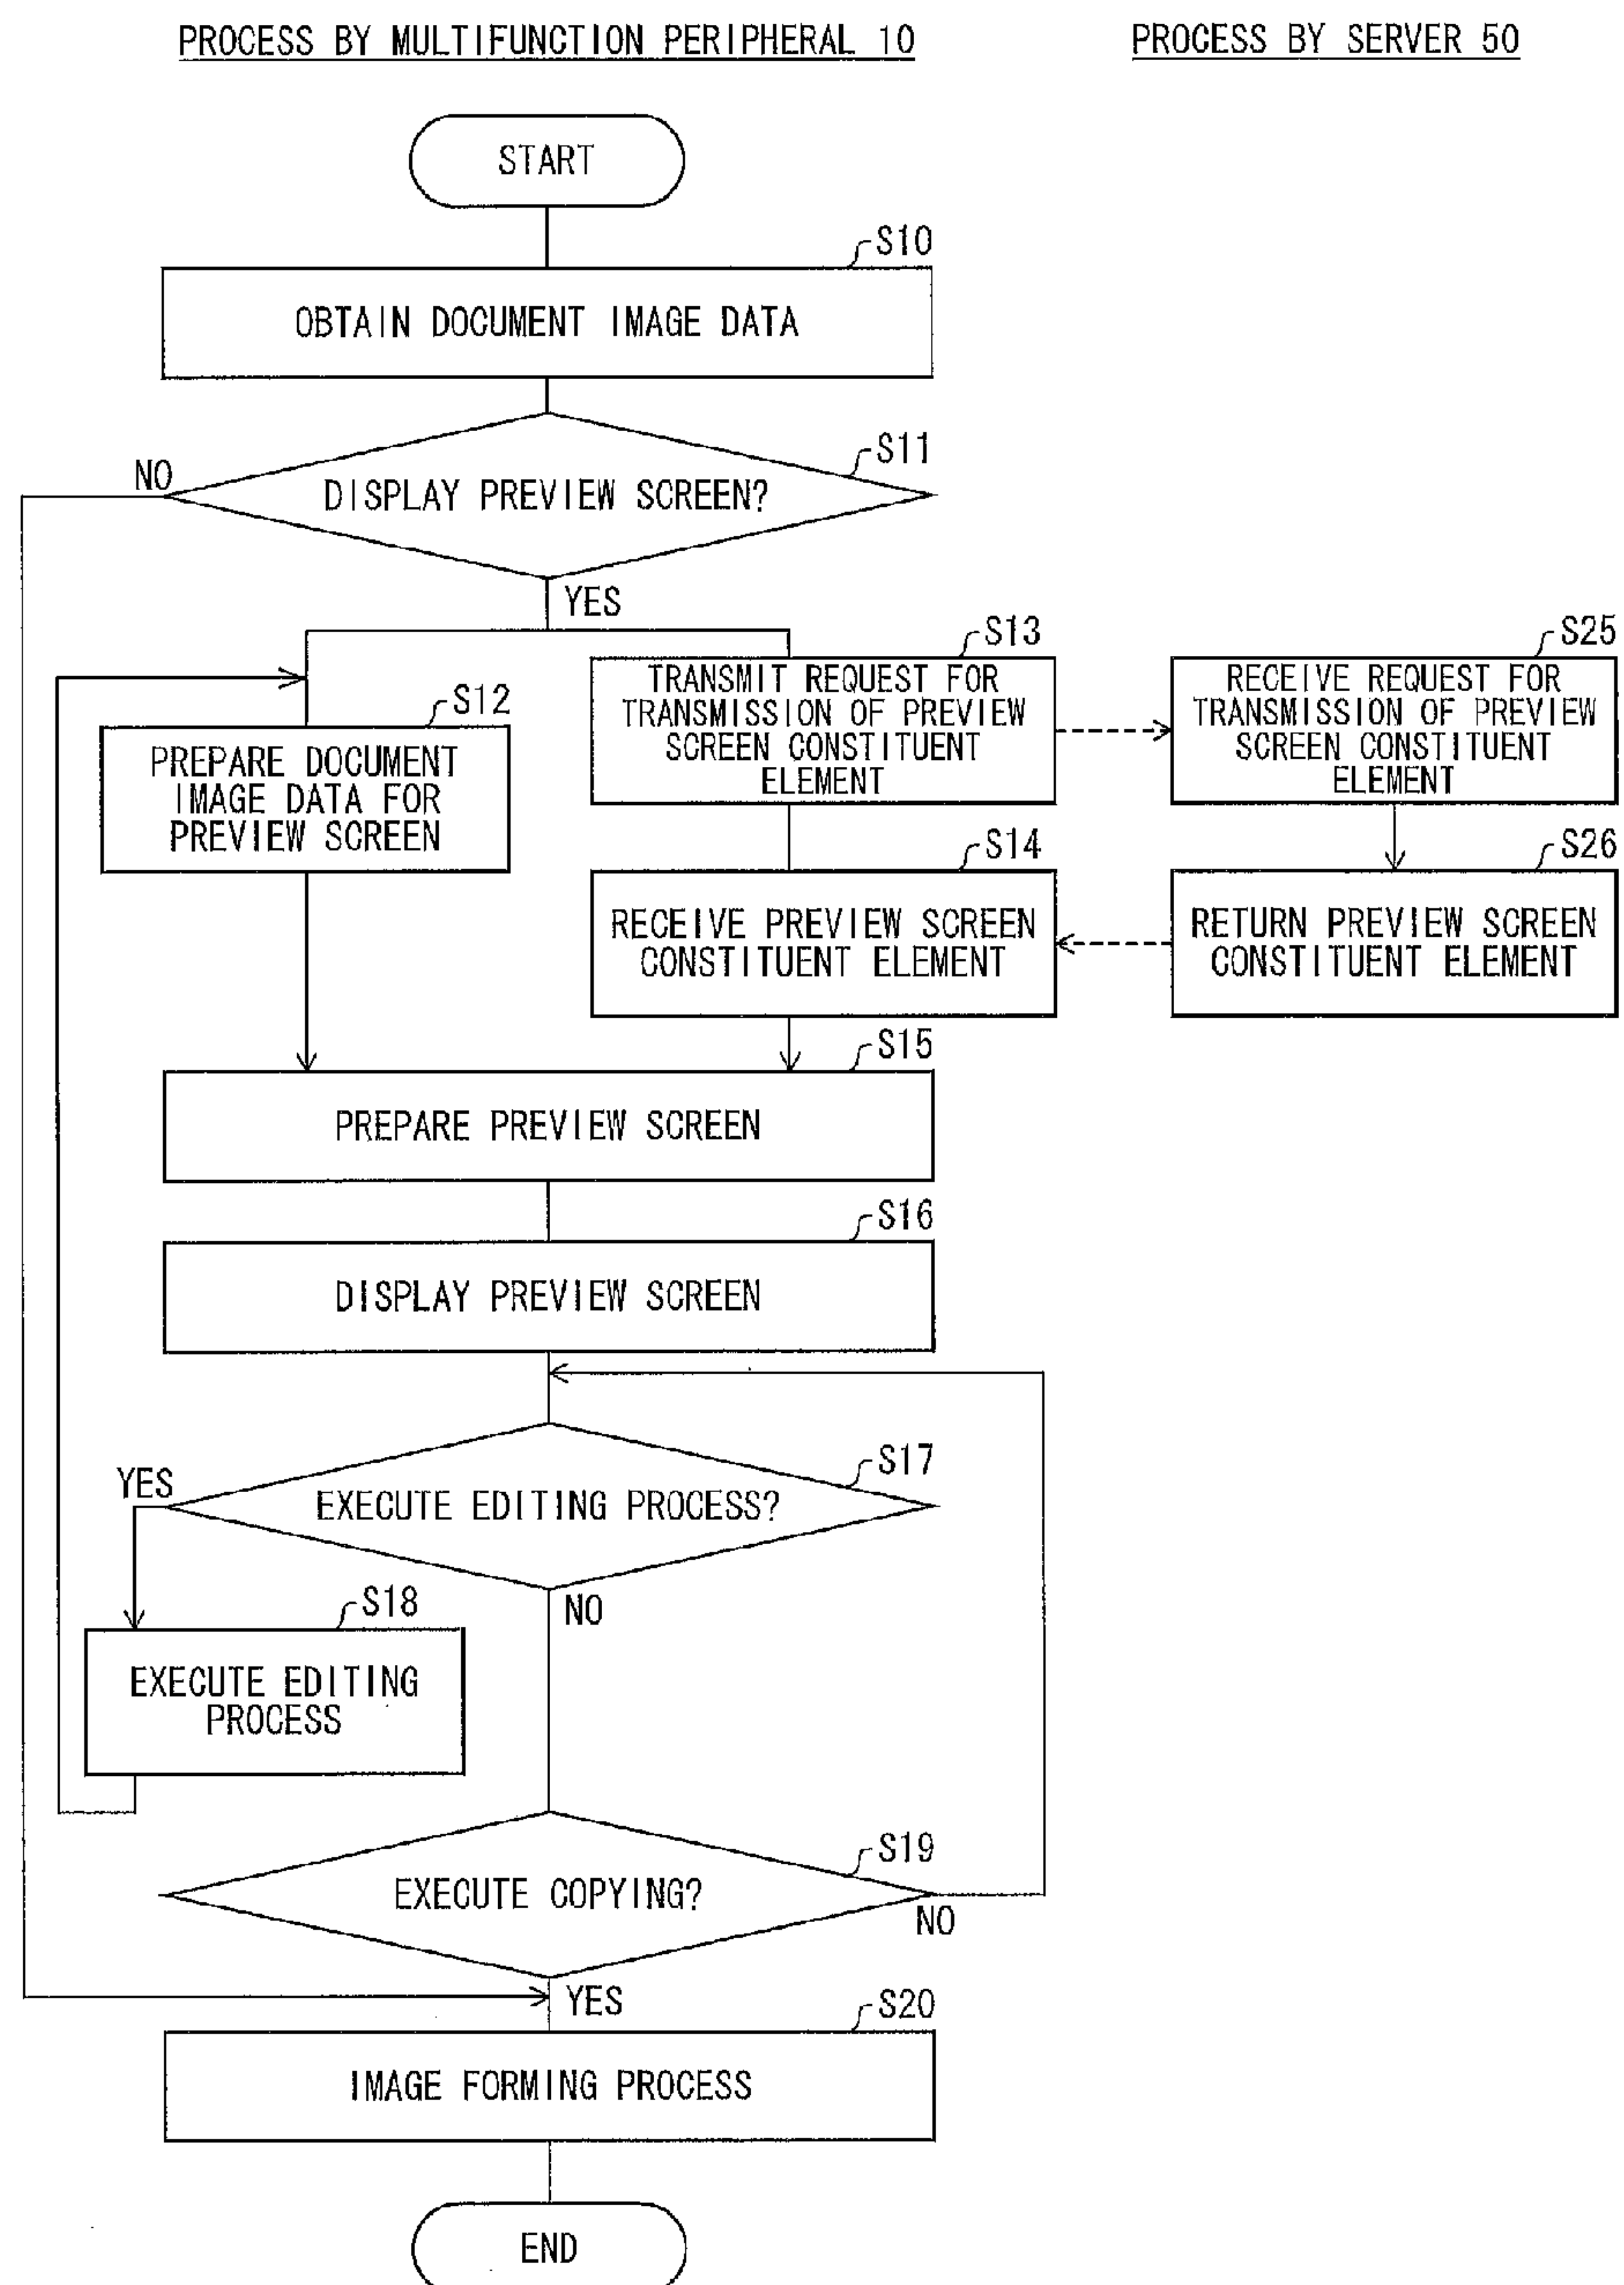 PROCESS BY MULTIFUNCTION PERIPHERAL 10
PROCESS BY SERVER 50
START
S10
OBTAIN DOCUMENT IMAGE DATA
S11
NO
DISPLAY PREVIEW SCREEN?
YES
S12
PREPARE DOCUMENT
IMAGE DATA FOR
PREVIEW SCREEN
S13
TRANSMIT REQUEST FOR
TRANSMISSION OF PREVIEW
SCREEN CONSTITUENT
ELEMENT
S25
RECEIVE REQUEST FOR
TRANSMISSION OF PREVIEW
SCREEN CONSTITUENT
ELEMENT
S14
RECEIVE PREVIEW SCREEN
CONSTITUENT ELEMENT
S26
RETURN PREVIEW SCREEN
CONSTITUENT ELEMENT
S15
PREPARE PREVIEW SCREEN
S16
DISPLAY PREVIEW SCREEN
S17
YES
EXECUTE EDITING PROCESS?
NO
S18
EXECUTE EDITING
PROCESS
S19
EXECUTE COPYING?
NO
YES
S20
IMAGE FORMING PROCESS
END